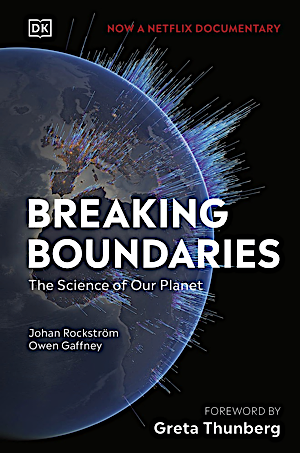 DK
NOW A NETFLIX DOCUMENTARY
BREAKING
BOUNDARIES
The Science of Our Planet
Johan Rockström
Owen Gaffney
FOREWORD BY
Greta Thunberg